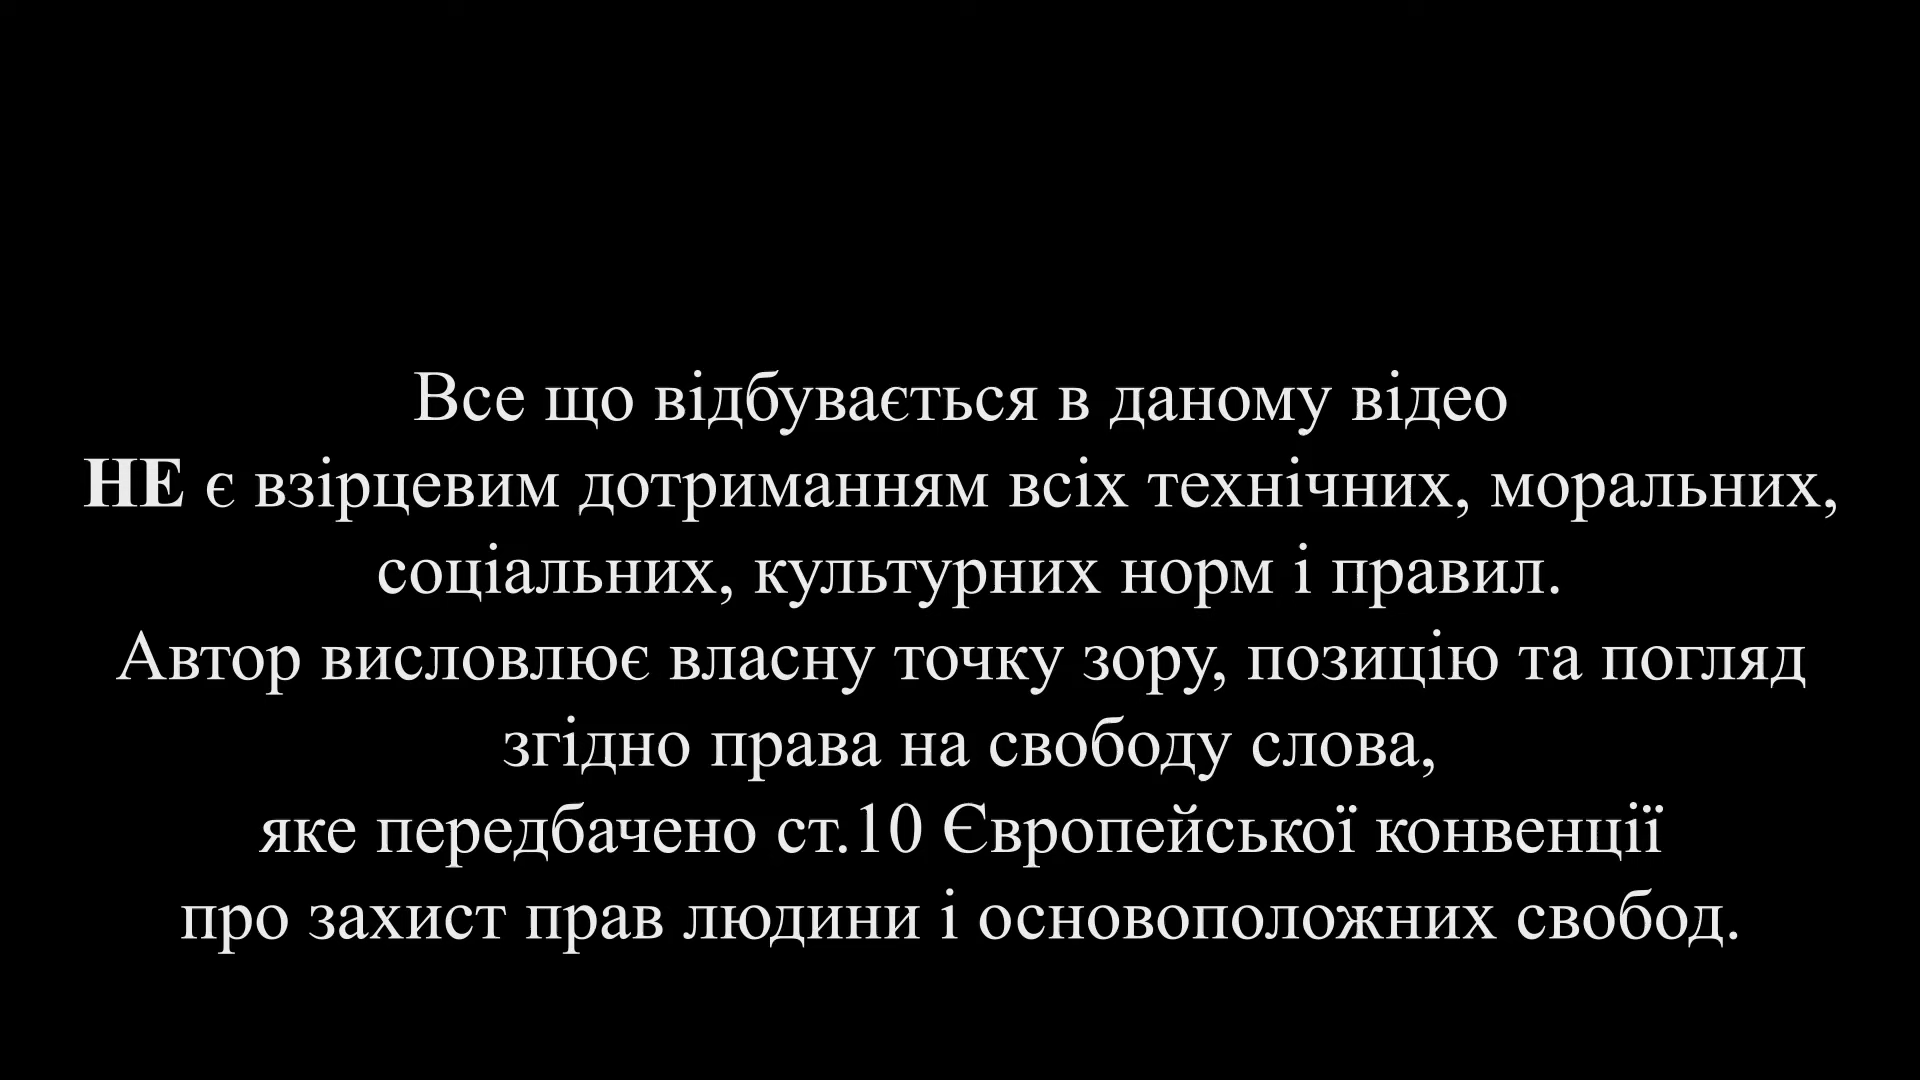 Все що відбувається в даному відео
НЕ є взірцевим дотриманням всіх технічних, моральних,
соціальних, культурних норм і правил.
Автор висловлює власну точку зору, позицію та погляд
згідно права на свободу слова,
яке передбачено ст.10 Європейської конвенції
про захист прав людини і основоположних свобод.